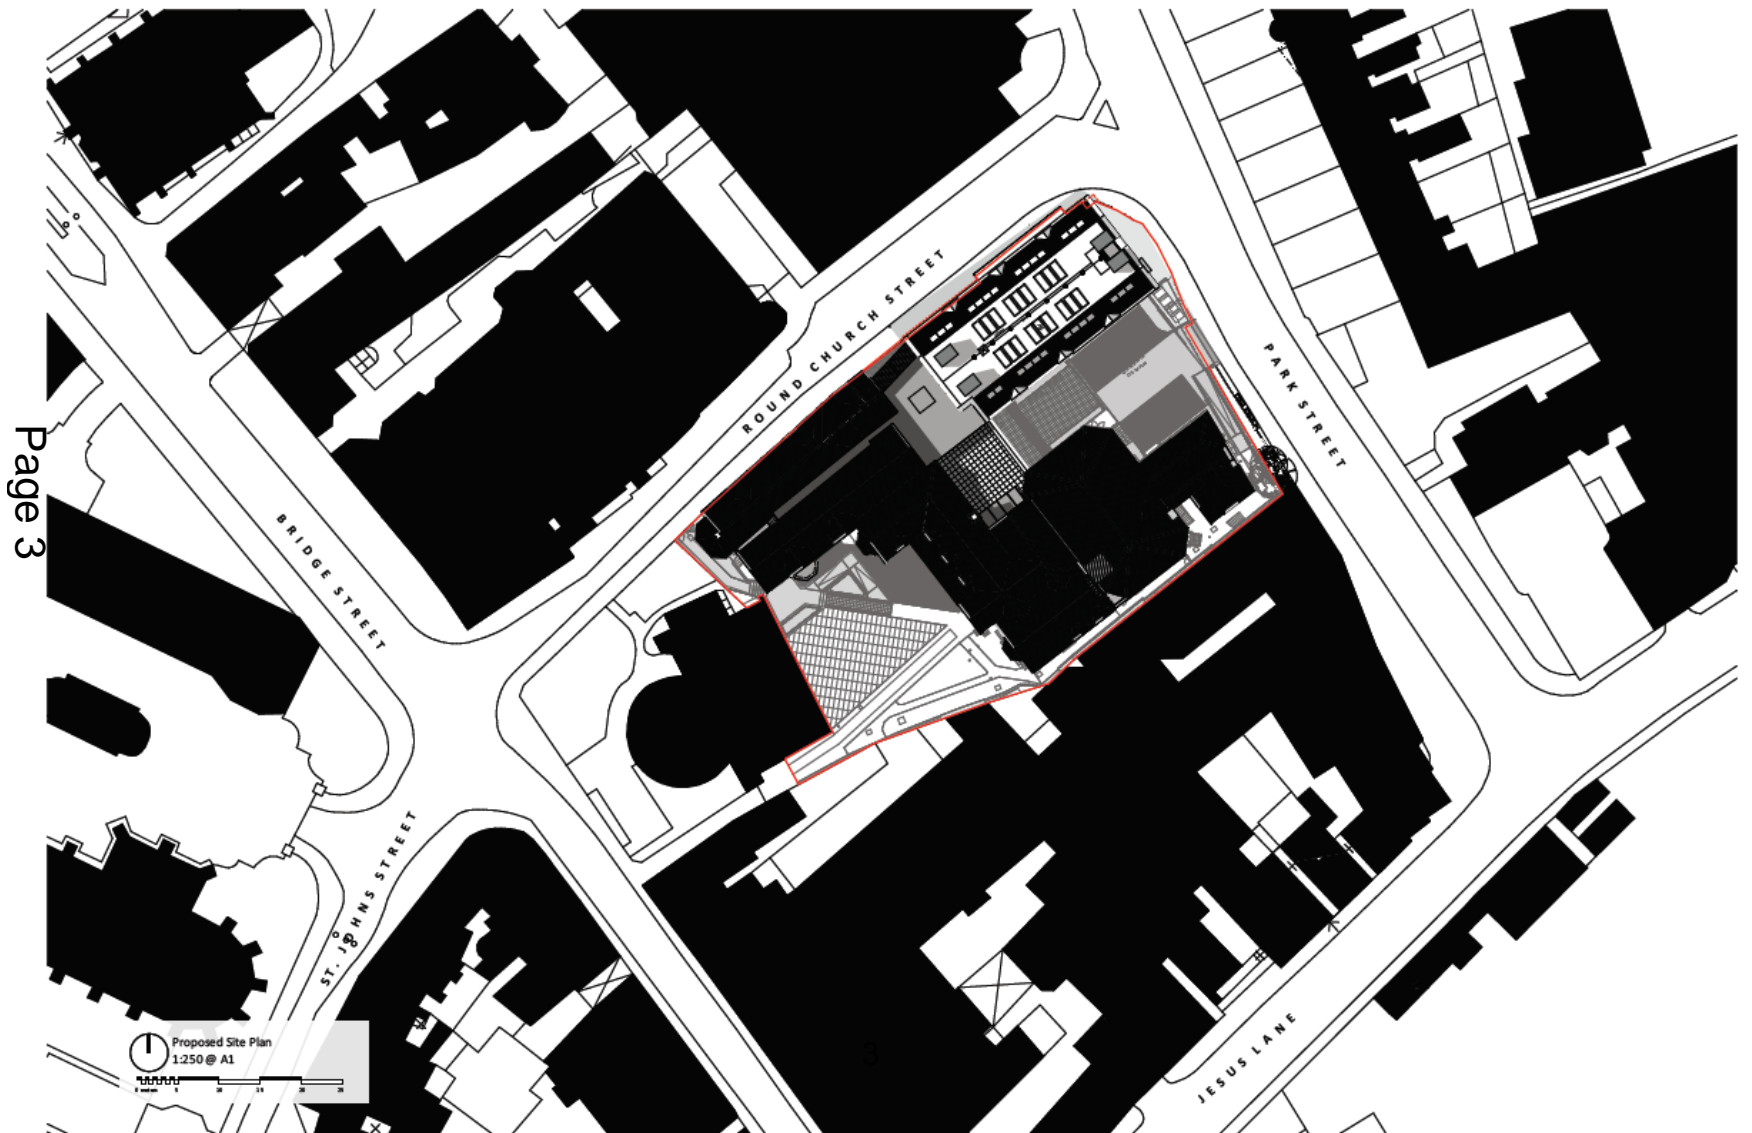 ROUND CHURCH STREET
PARK STREET
Page 3
BRIDGE STREET
ST. JOHNS STREET
JESUS LANE
Proposed Site Plan
1:250 @ A1
3